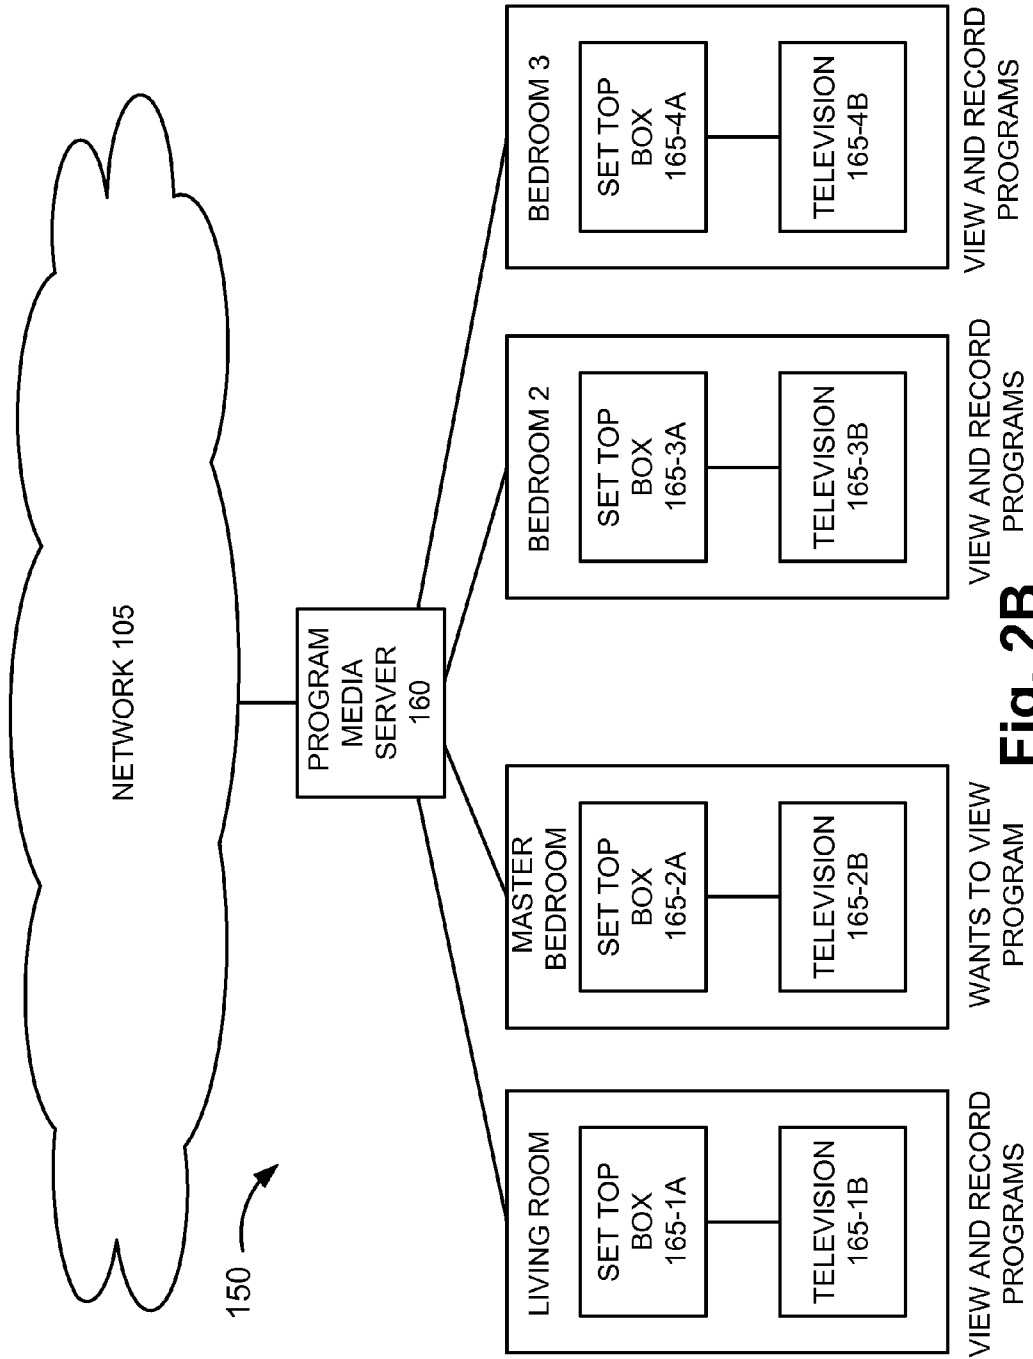 NETWORK 105
150
PROGRAM
MEDIA
SERVER
160
LIVING ROOM
SET TOP
BOX
165-1A
TELEVISION
165-1B
VIEW AND RECORD
PROGRAMS
MASTER
BEDROOM
SET TOP
BOX
165-2A
TELEVISION
165-2B
WANTS TO VIEW
PROGRAM
BEDROOM 2
SET TOP
BOX
165-3A
TELEVISION
165-3B
VIEW AND RECORD
PROGRAMS
BEDROOM 3
SET TOP
BOX
165-4A
TELEVISION
165-4B
VIEW AND RECORD
PROGRAMS
Fig. 2B